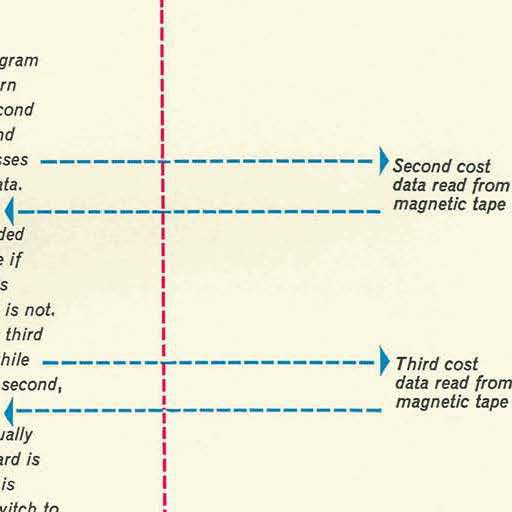 gram
rn
cond
nd
sses
ata.
ded
e if
s
is not.
third
hile
second,
ually
ard is
is
witch to
Second cost
data read from
magnetic tape
Third cost
data read from
magnetic tape